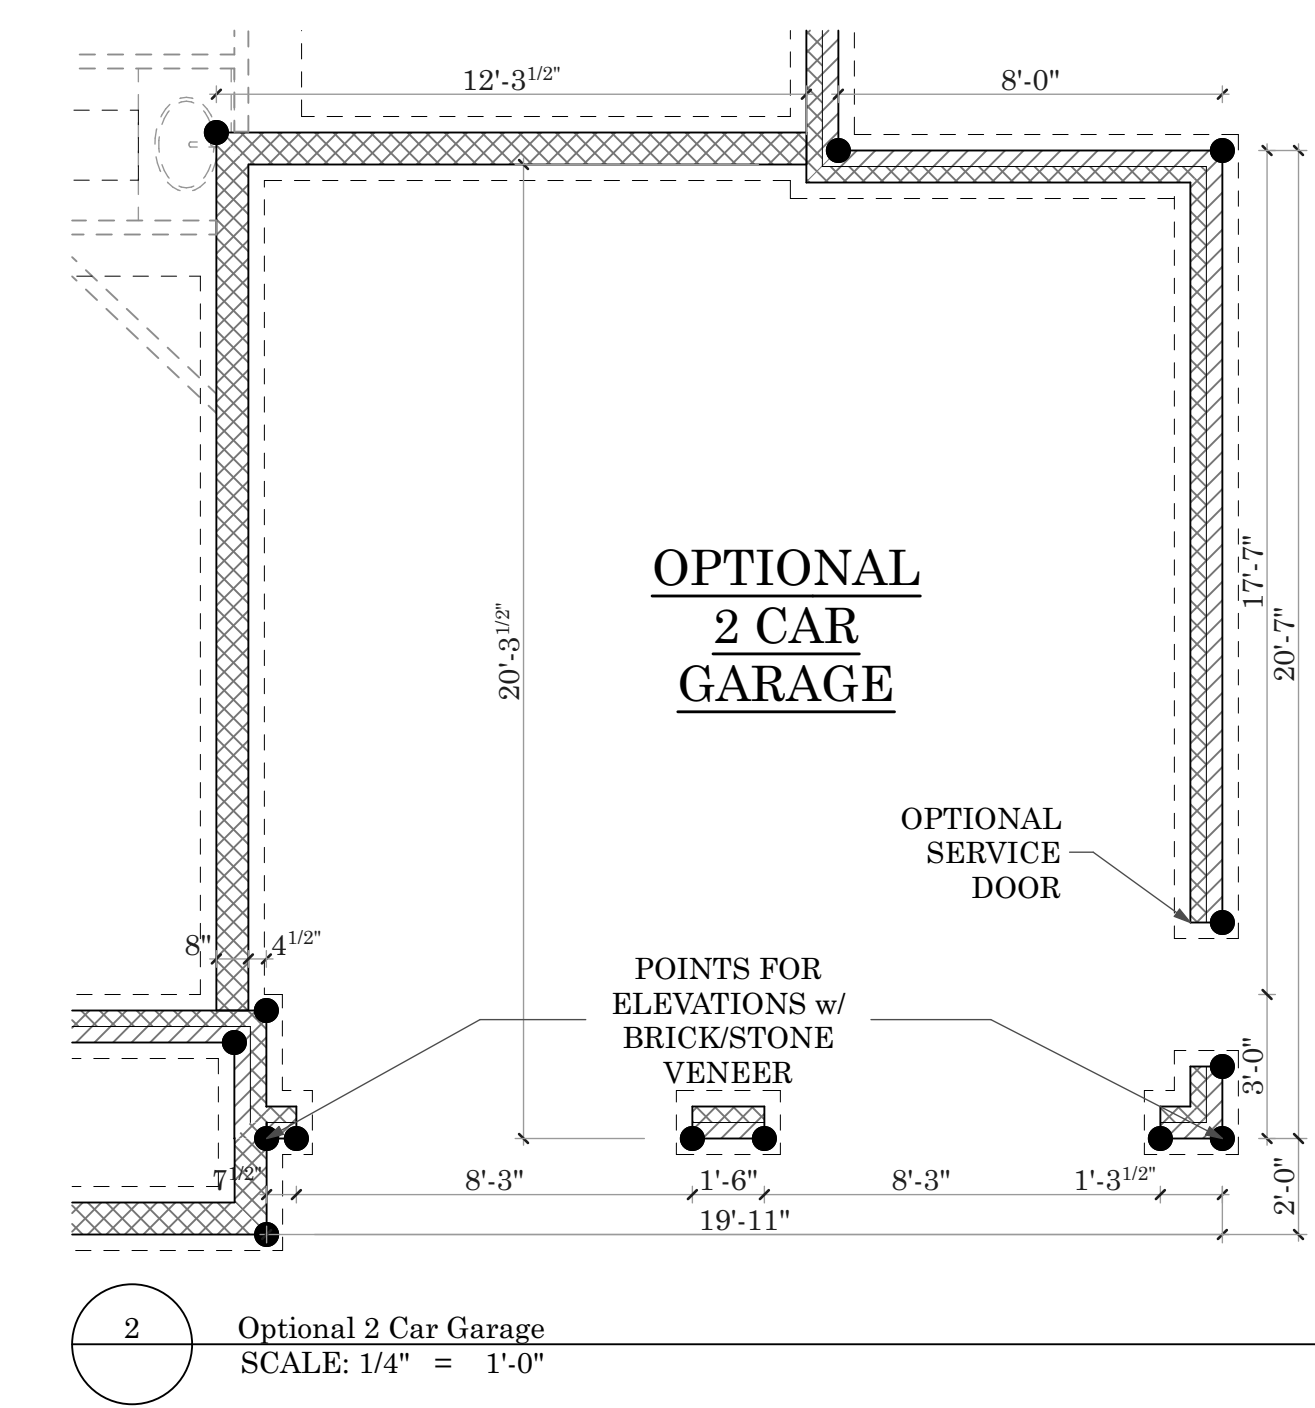 12'-3 1/2"
8'-0"
OPTIONAL
2 CAR
GARAGE
20'-3 1/2"
17'-7"
20'-7"
OPTIONAL
SERVICE
DOOR
8"
4 1/2"
POINTS FOR
ELEVATIONS w/
BRICK/STONE
VENEER
3'-0"
7 1/2"
8'-3"
1'-6"
8'-3"
1'-3 1/2"
2'-0"
19'-11"
2
Optional 2 Car Garage
SCALE: 1/4" = 1'-0"